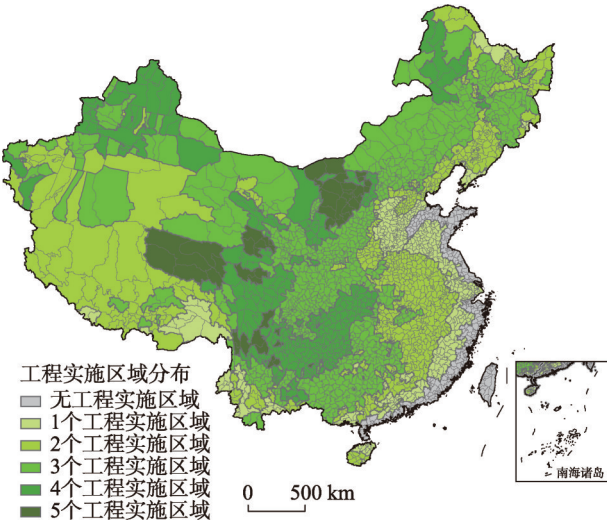 工程实施区域分布
无工程实施区域
1个工程实施区域
2个工程实施区域
3个工程实施区域
4个工程实施区域
5个工程实施区域
0 500 km
南海诸岛